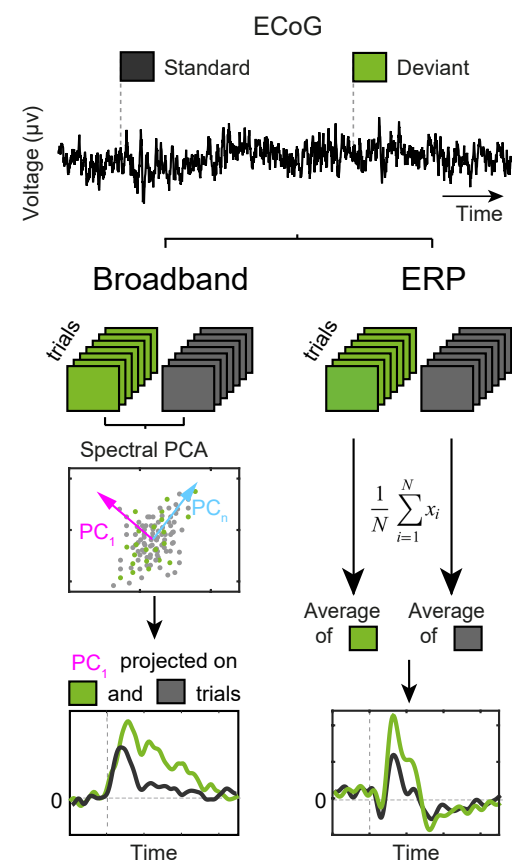 ECoG
Standard
Deviant
Voltage (μv)
Time
Broadband
ERP
trials
trials
Spectral PCA
PC1
PCn
1/N ∑ i=1 N xi
Average of
Average of
PC1 projected on
and trials
0
0
Time
Time